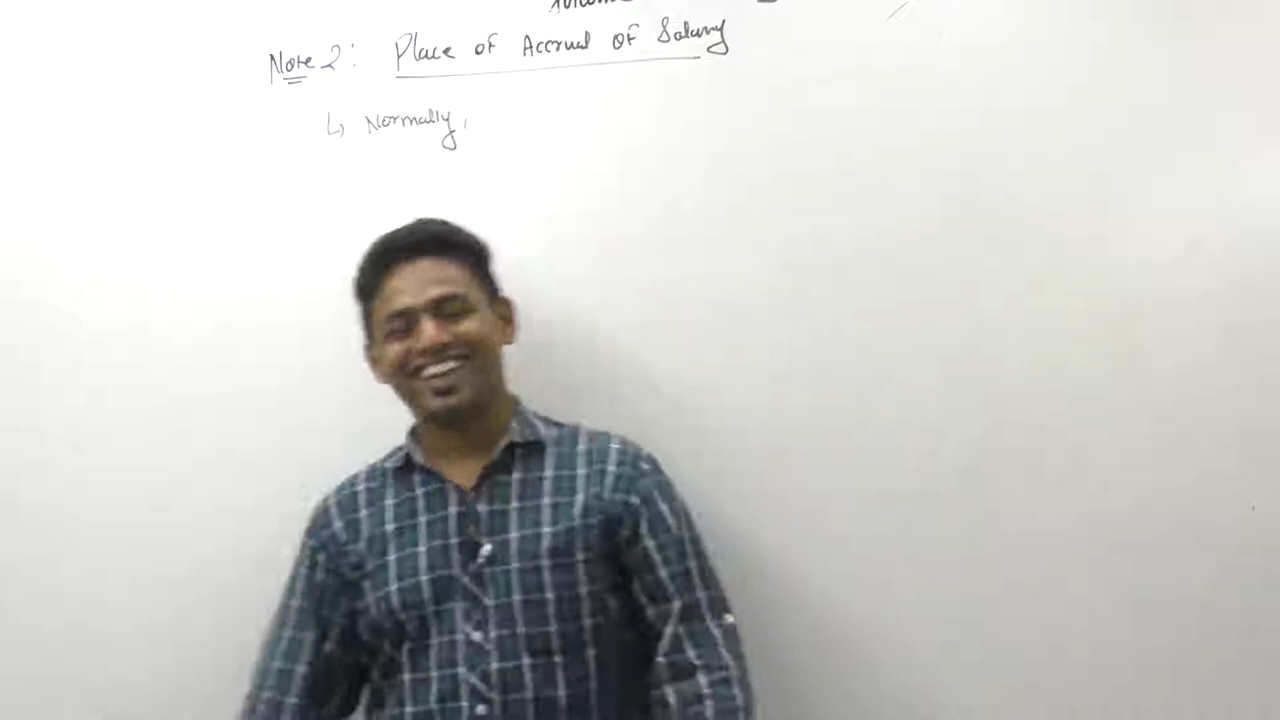 Note 2: Place of Accrual of Salary
↳ Normally,